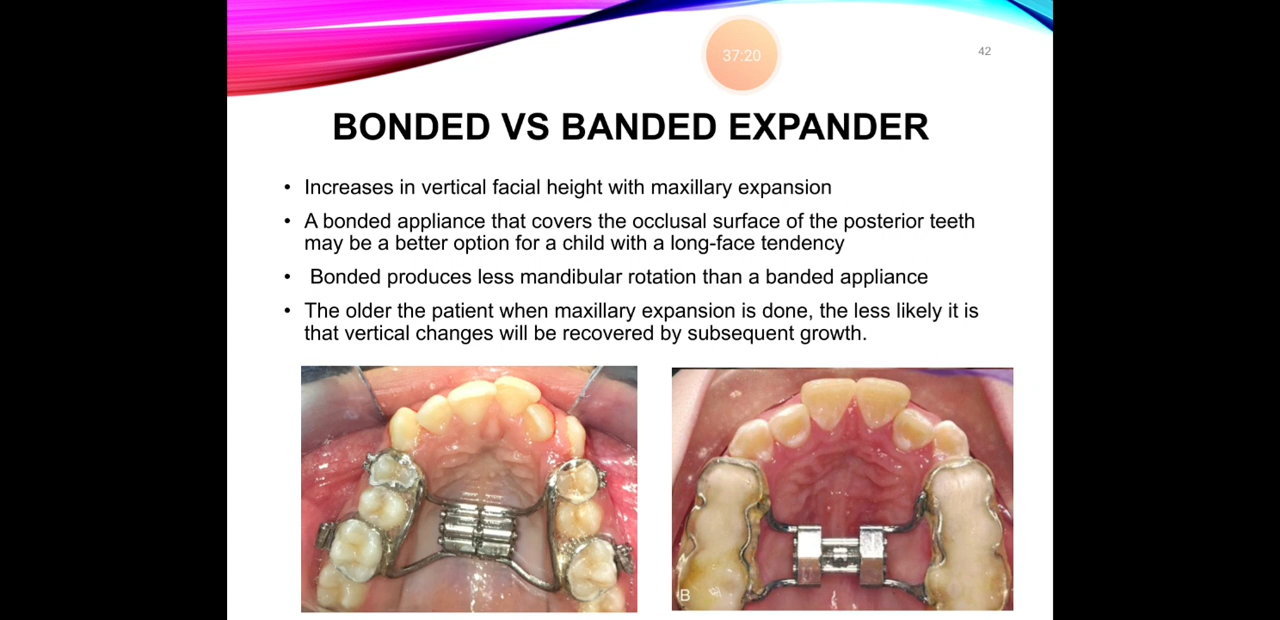 37:20
42
BONDED VS BANDED EXPANDER
• Increases in vertical facial height with maxillary expansion
• A bonded appliance that covers the occlusal surface of the posterior teeth
may be a better option for a child with a long-face tendency
• Bonded produces less mandibular rotation than a banded appliance
• The older the patient when maxillary expansion is done, the less likely it is
that vertical changes will be recovered by subsequent growth.
B